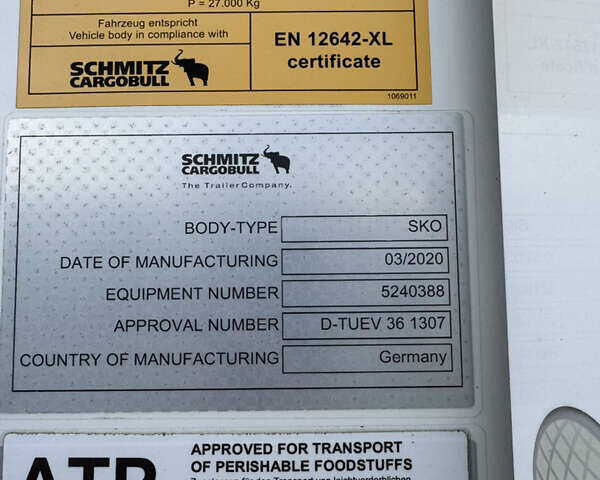 P = 27.000 Kg
Fahrzeug entspricht
Vehicle body in compliance with
SCHMITZ
CARGOBULL
EN 12642-XL
certificate
1069011
SCHMITZ
CARGOBULL
The TrailerCompany.
BODY-TYPE SKO
DATE OF MANUFACTURING 03/2020
EQUIPMENT NUMBER 5240388
APPROVAL NUMBER D-TUEV 36 1307
COUNTRY OF MANUFACTURING Germany
ATP
APPROVED FOR TRANSPORT
OF PERISHABLE FOODSTUFFS